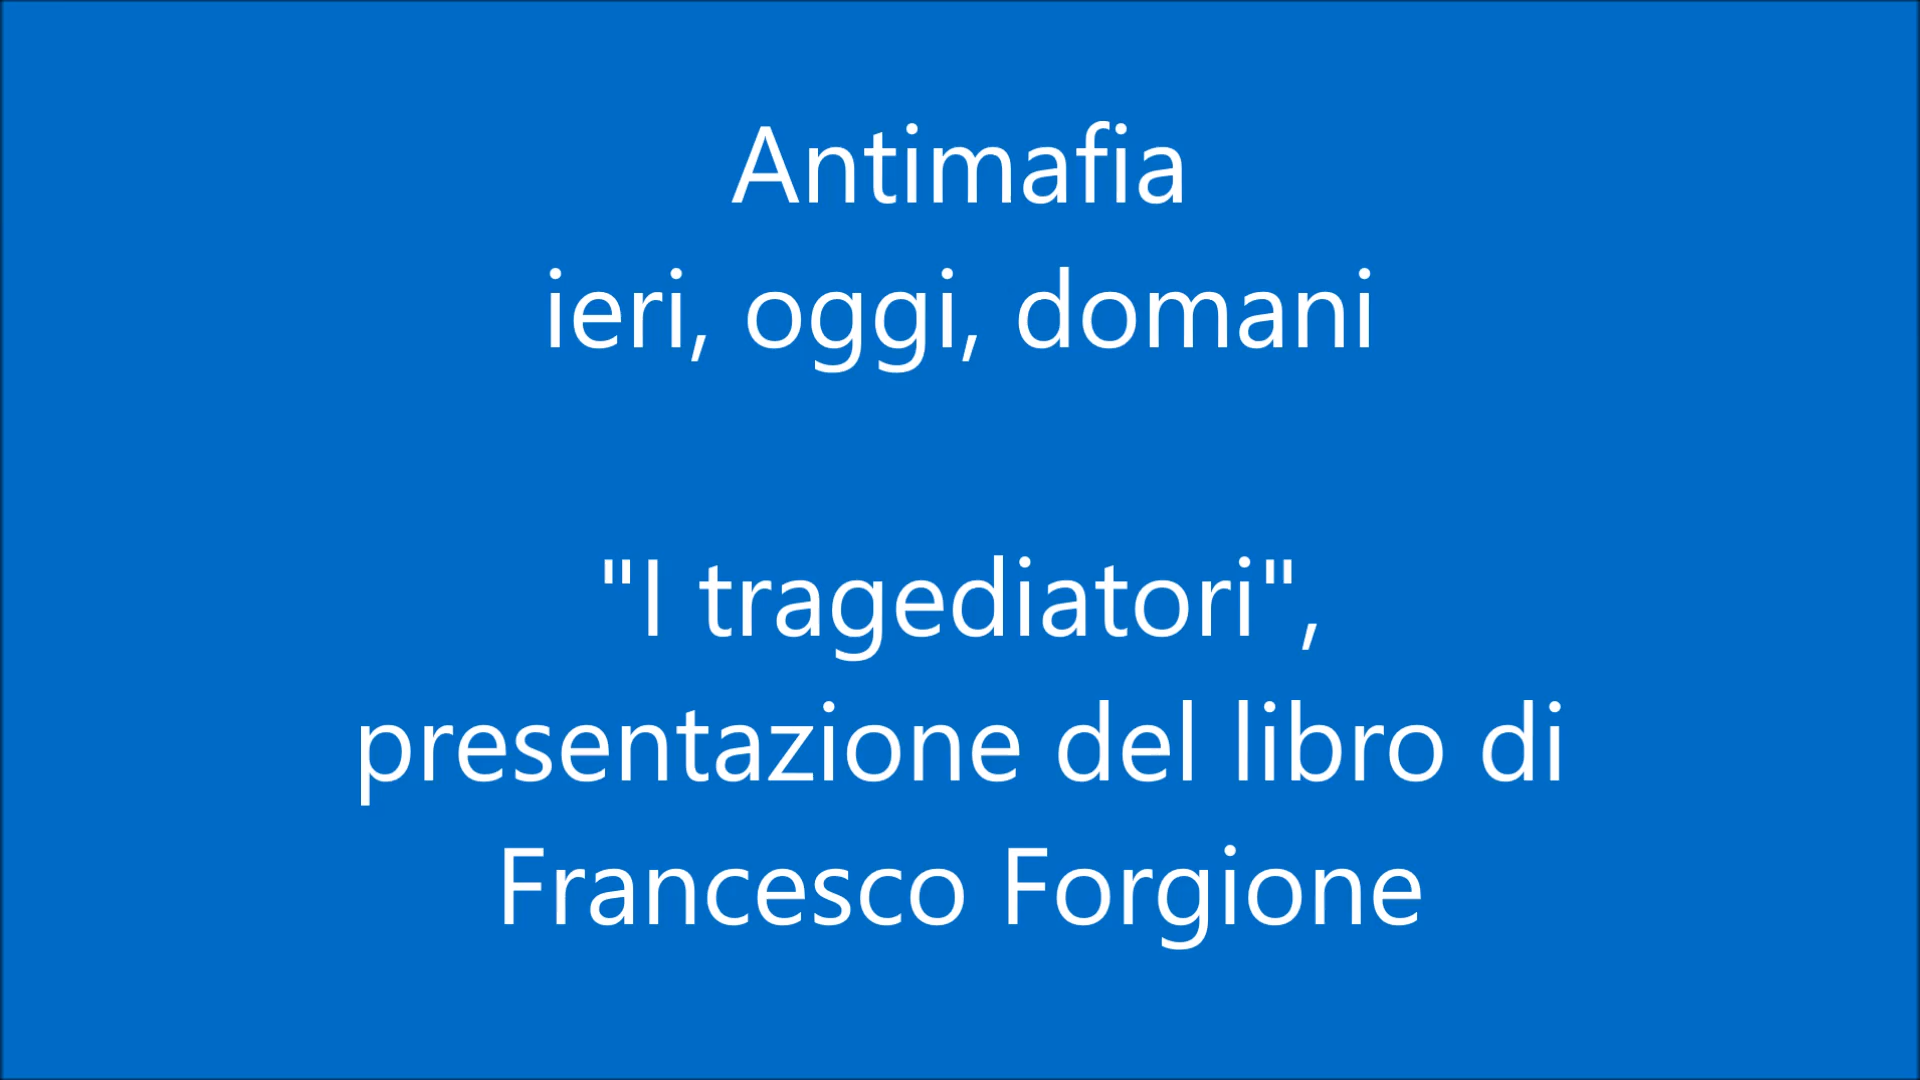 Antimafia
ieri, oggi, domani
"I tragediatori",
presentazione del libro di
Francesco Forgione